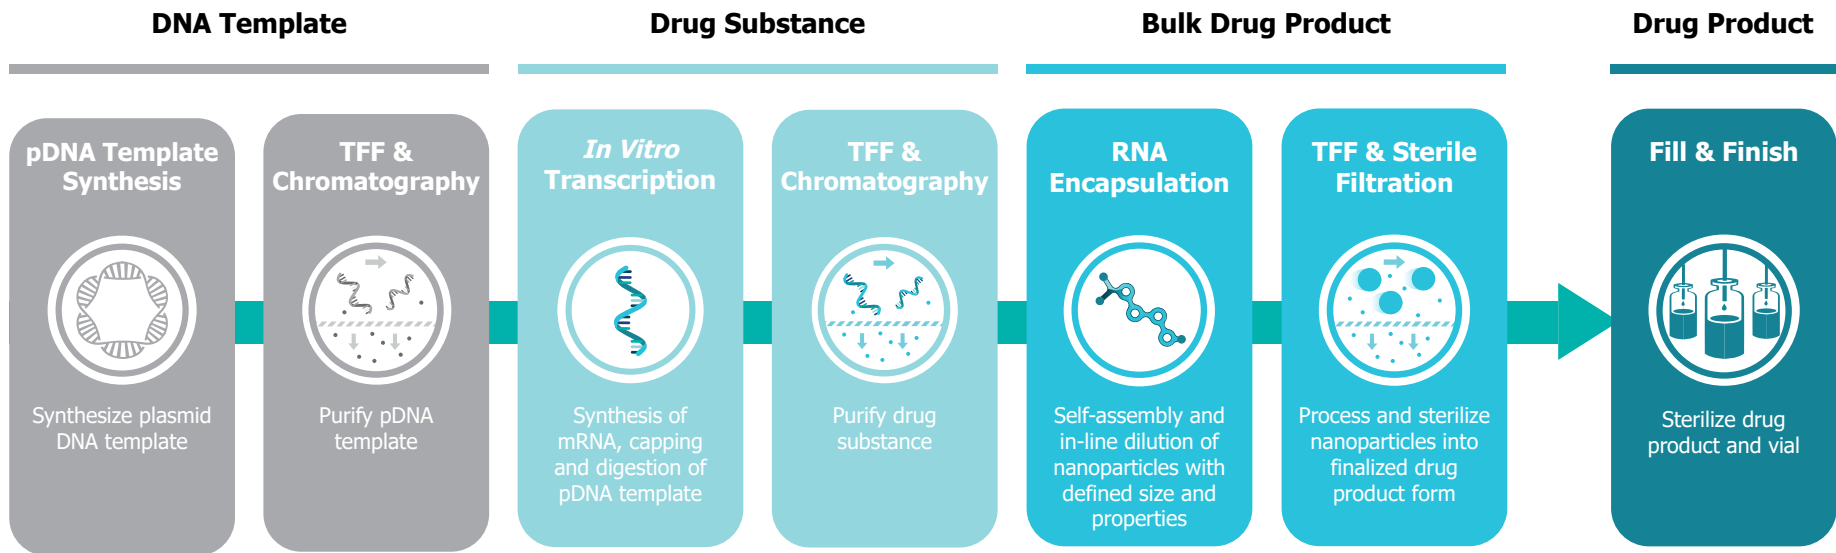 DNA Template
Drug Substance
Bulk Drug Product
Drug Product
pDNA Template
Synthesis
Synthesize plasmid
DNA template
TFF &
Chromatography
Purify pDNA
template
In Vitro
Transcription
Synthesis of
mRNA, capping
and digestion of
pDNA template
TFF &
Chromatography
Purify drug
substance
RNA
Encapsulation
Self-assembly and
in-line dilution of
nanoparticles with
defined size and
properties
TFF & Sterile
Filtration
Process and sterilize
nanoparticles into
finalized drug
product form
Fill & Finish
Sterilize drug
product and vial